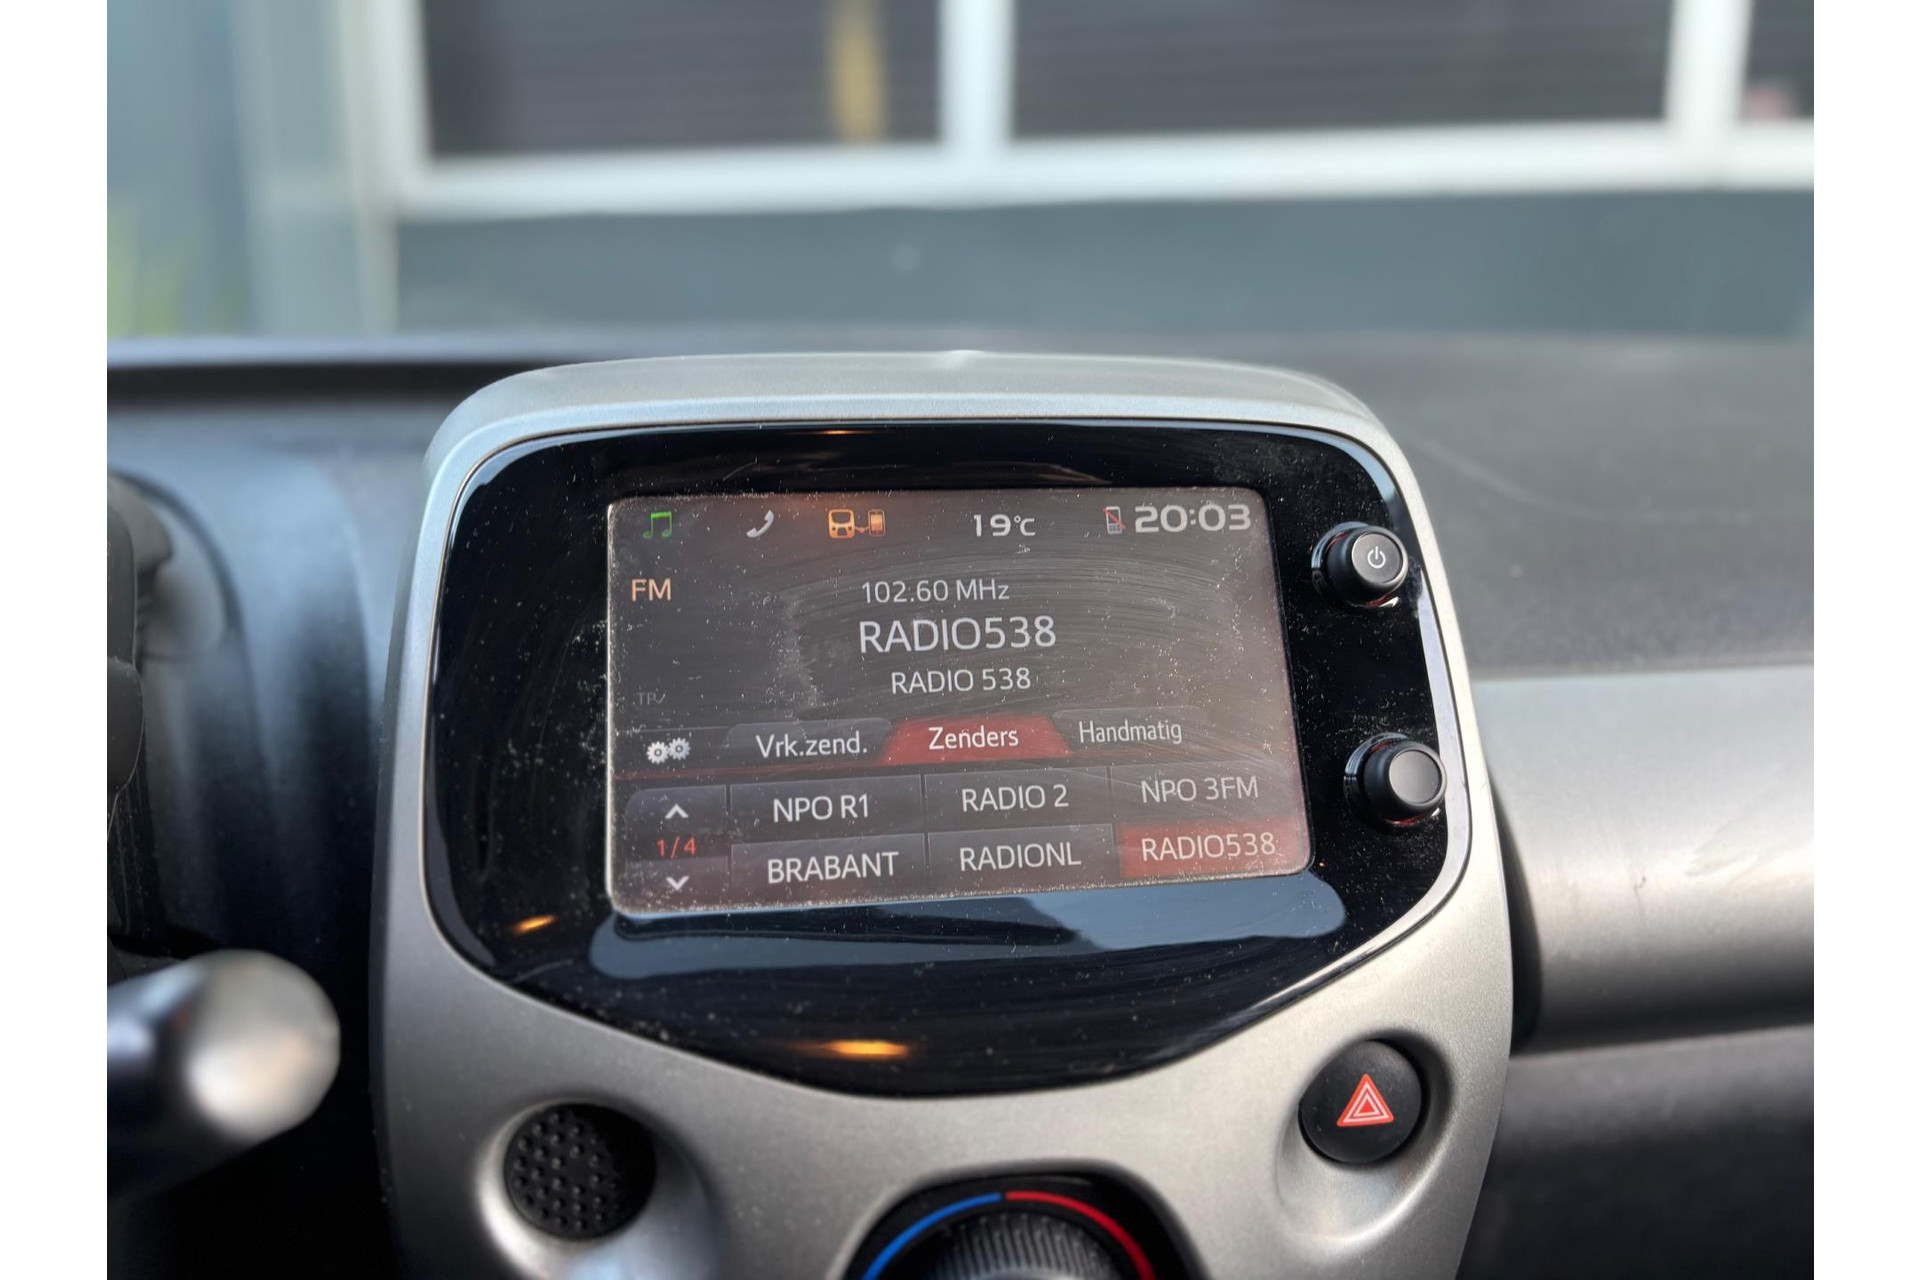 19°C 20:03
FM
102.60 MHz
RADIO538
RADIO 538
TP
Vrk.zend. Zenders Handmatig
NPO R1 RADIO 2 NPO 3FM
1/4
BRABANT RADIONL RADIO538